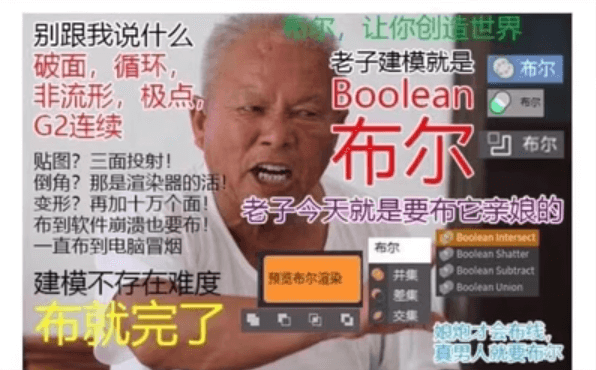 别跟我说什么
破面，循环，
非流形，极点，
G2连续
贴图？三面投射！
倒角？那是渲染器的活！
变形？再加十万个面！
布到软件崩溃也要布！
一直布到电脑冒烟
建模不存在难度
布就完了
布尔，让你创造世界
老子建模就是
Boolean
布尔
布尔
布尔
布尔
老子今天就是要布它亲娘的
预览布尔渲染
布尔
并集
差集
交集
Boolean Intersect
Boolean Shatter
Boolean Subtract
Boolean Union
娘炮才会布线，
真男人就要布尔